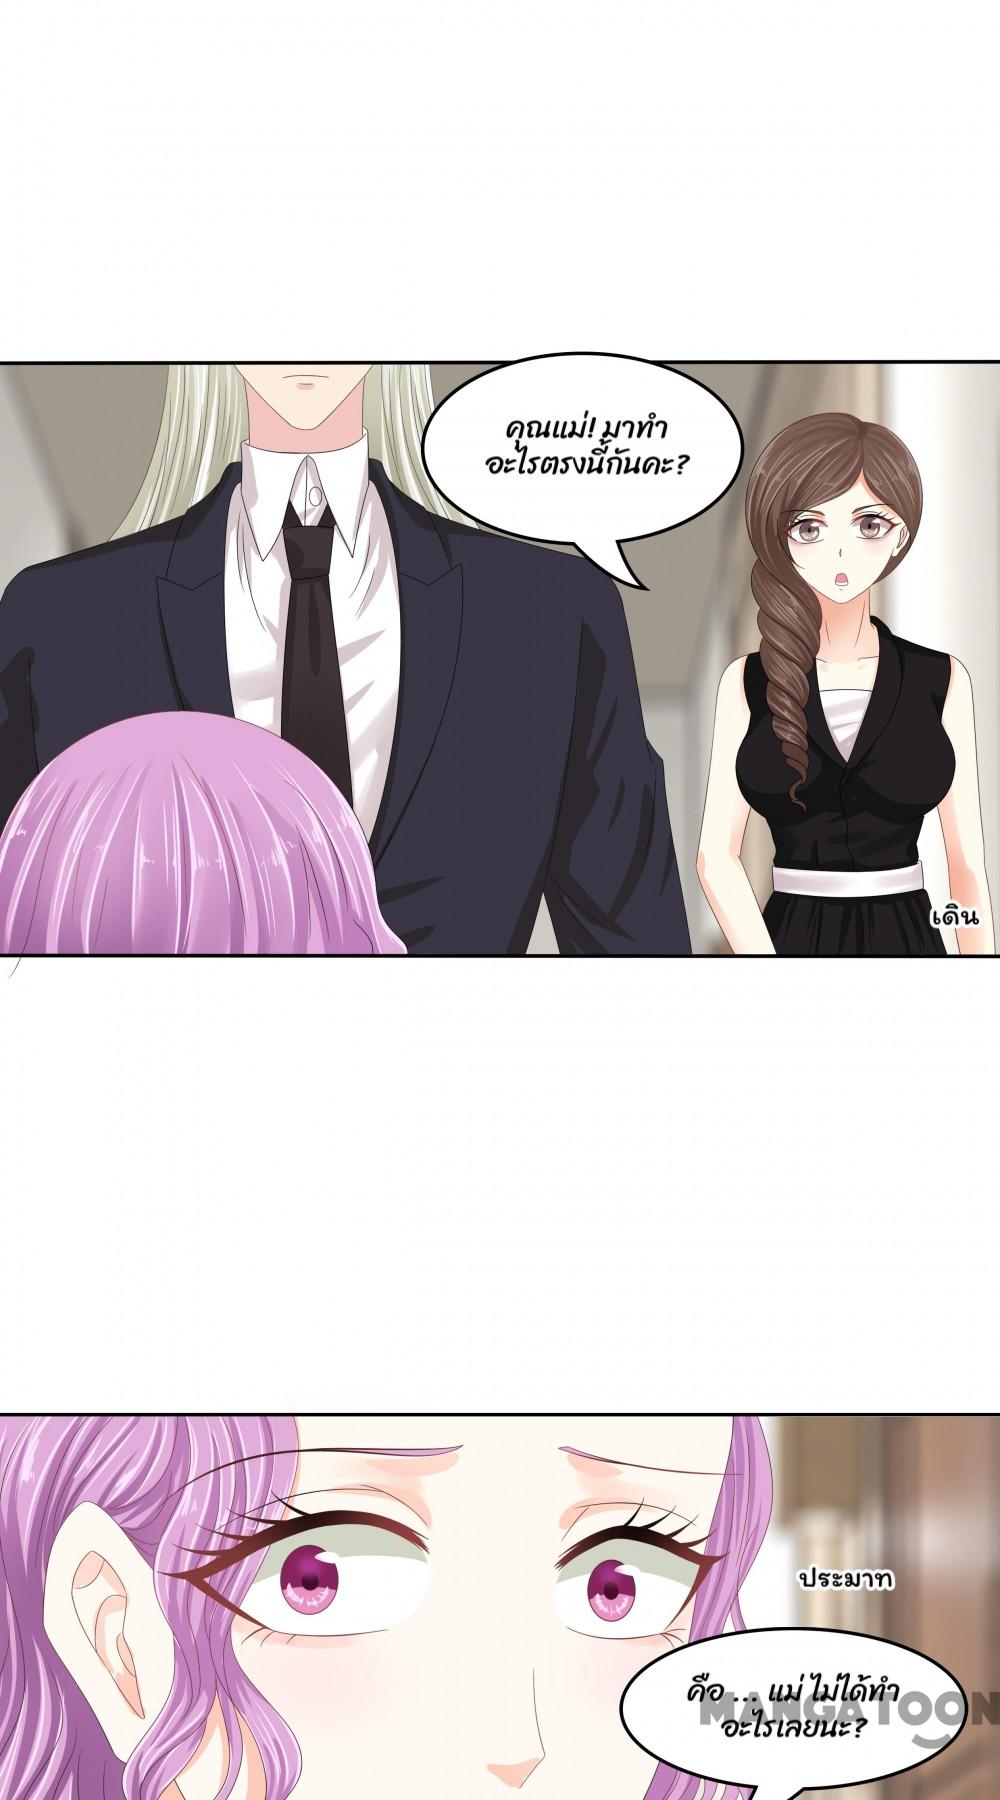 คุณแม่! มาทำ
อะไรตรงนี้กันคะ?
เดิน
ประมาท
คือ ... แม่ ไม่ได้ทำ
อะไรเลยนะ?
MANGATOON